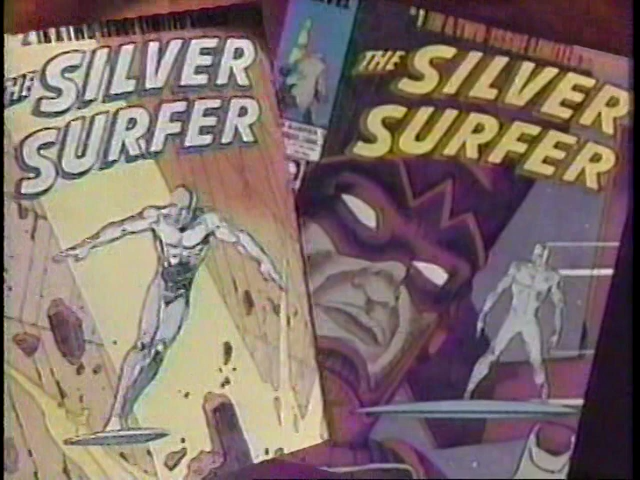 THE SILVER
SURFER
#1 IN A TWO-ISSUE LIMITED
THE SILVER
SURFER